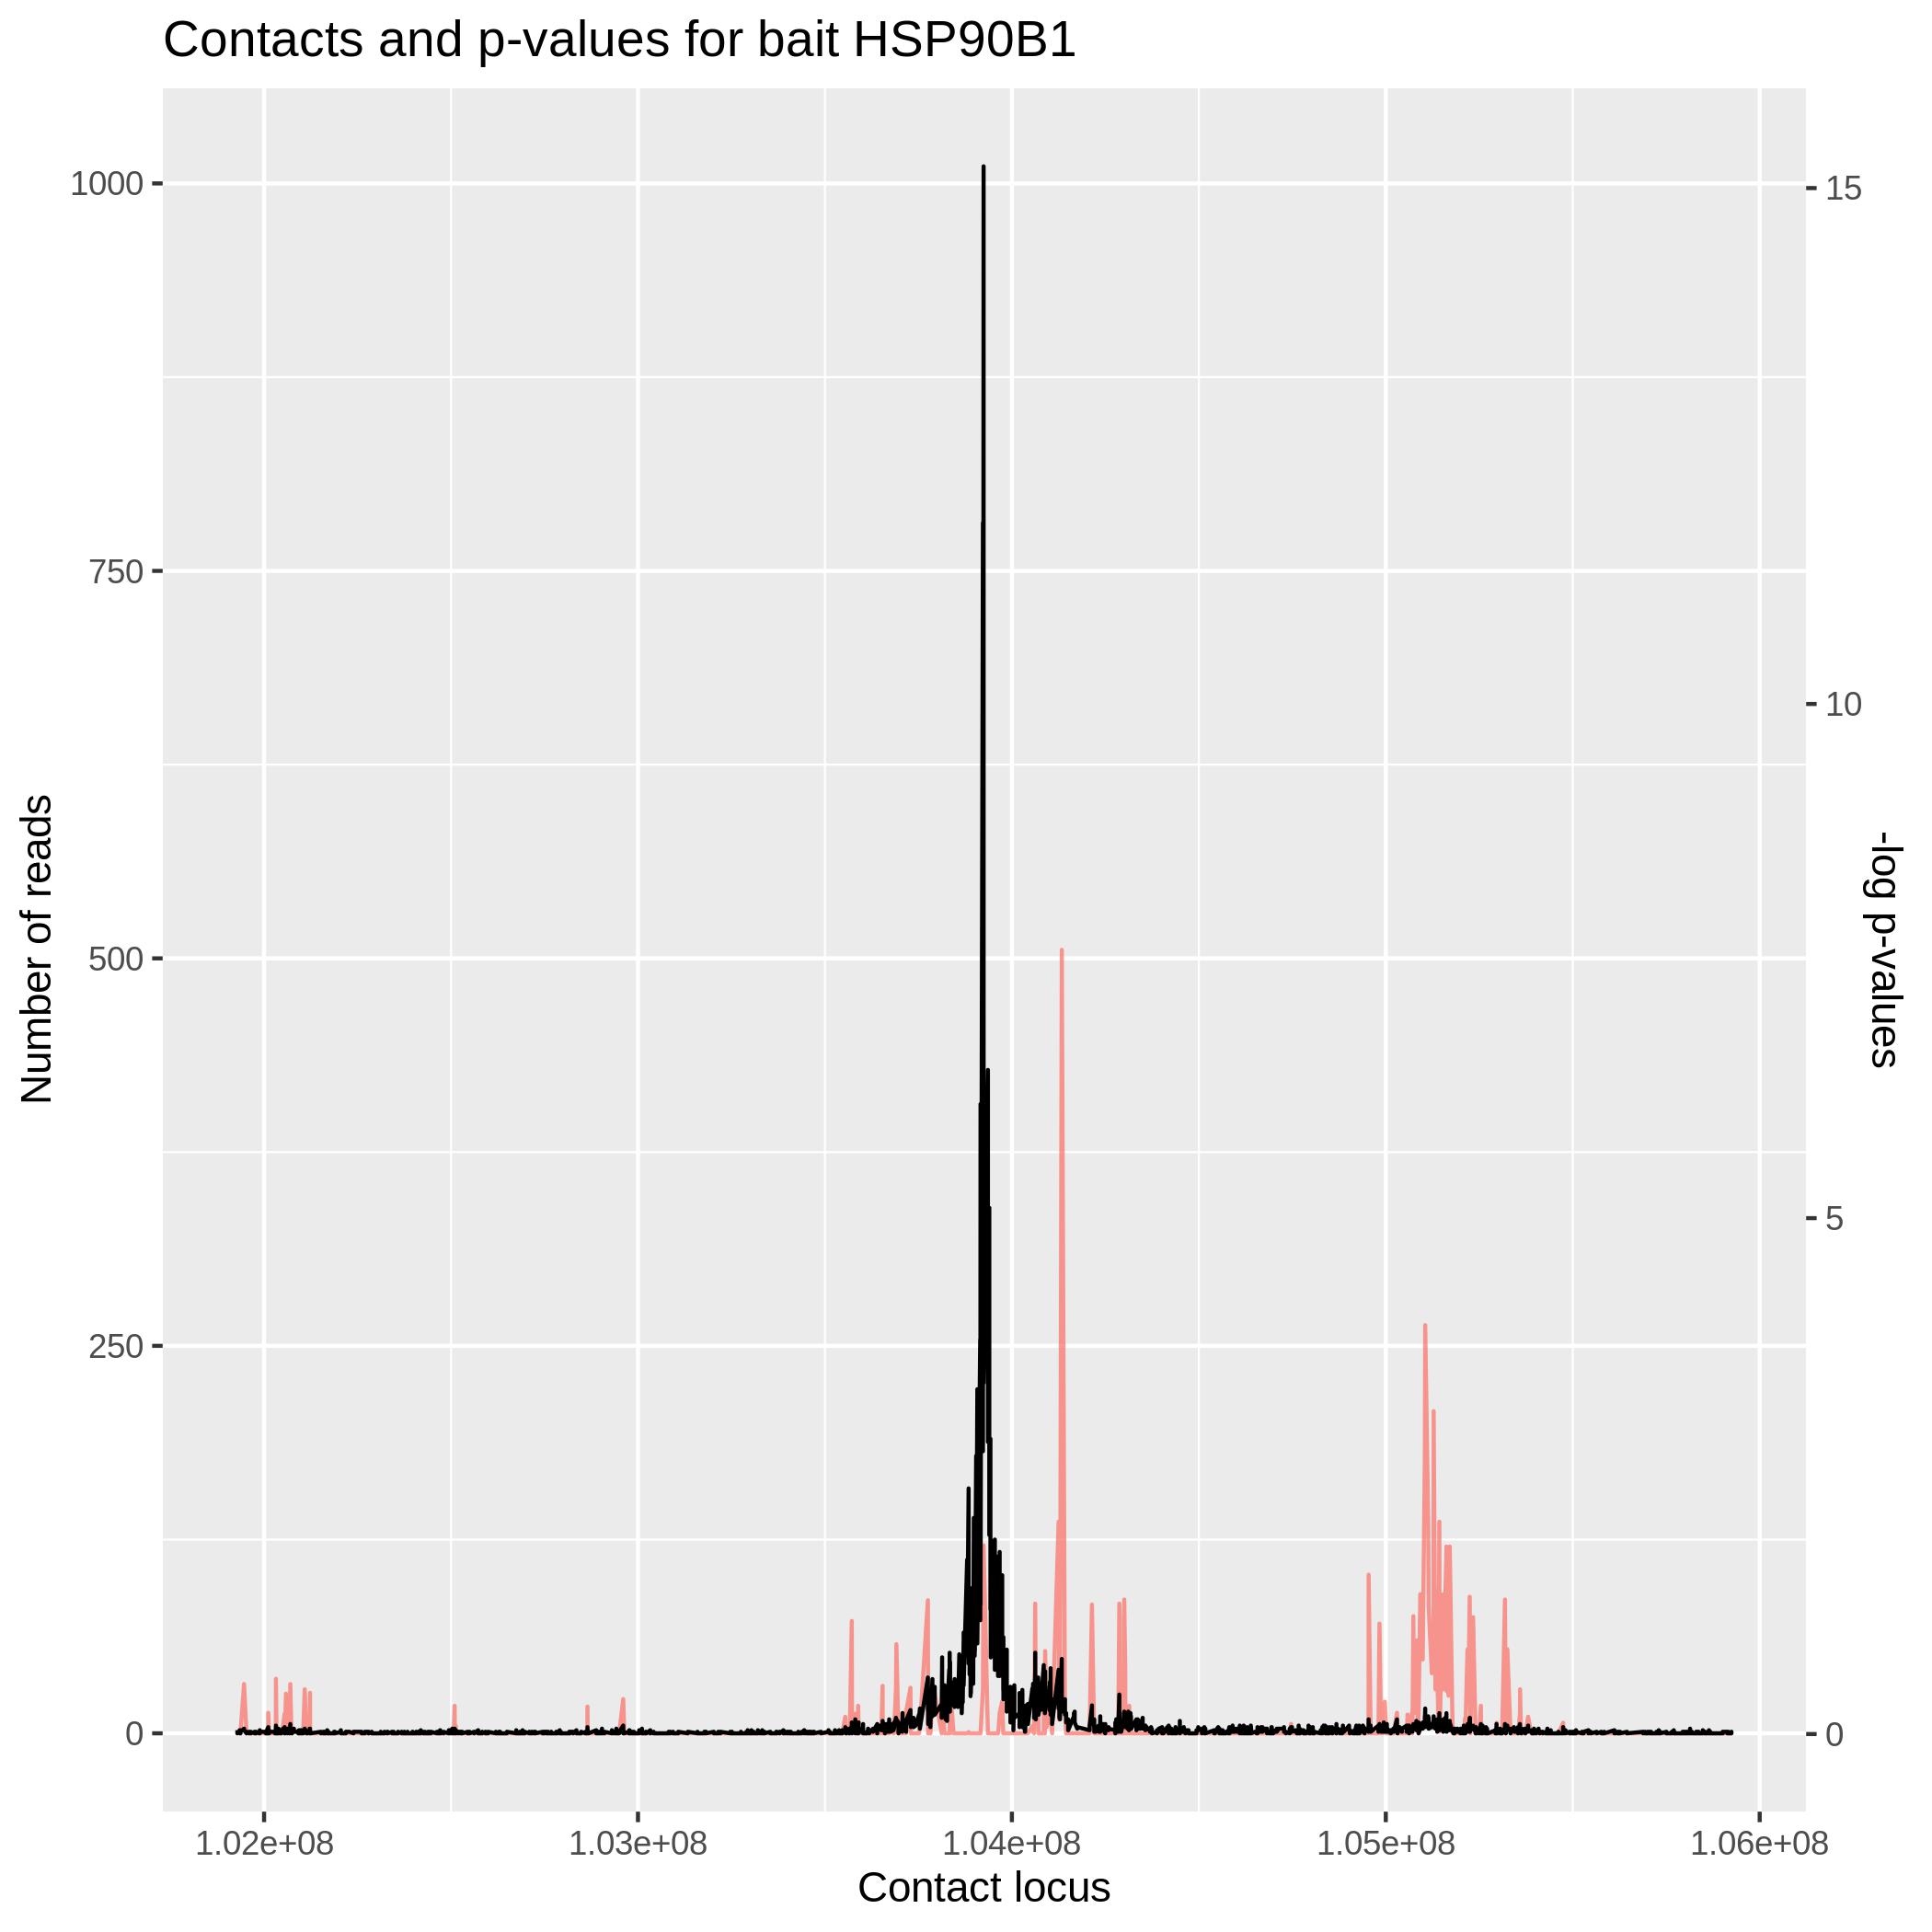 Contacts and p-values for bait HSP90B1
1000
750
500
250
0
Number of reads
15
10
5
0
-log p-values
1.02e+08
1.03e+08
1.04e+08
1.05e+08
1.06e+08
Contact locus